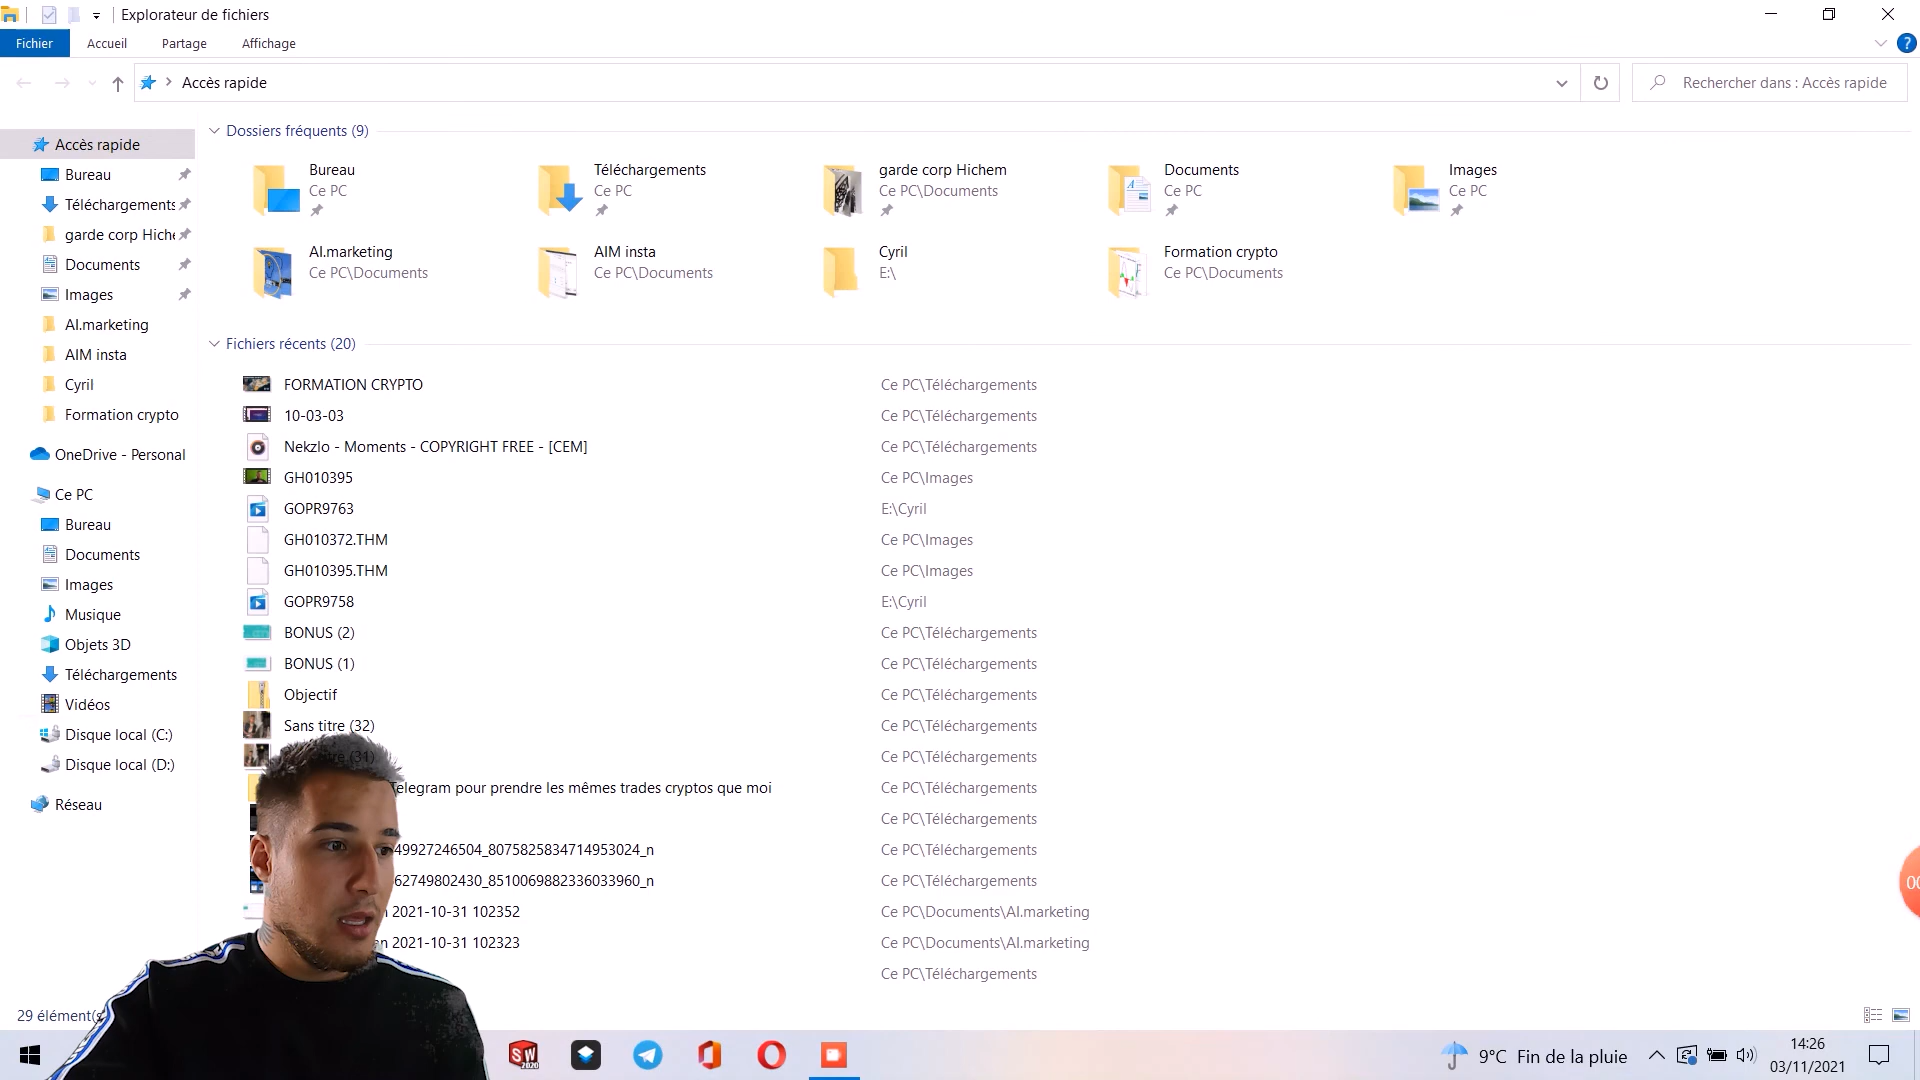 Explorateur de fichiers
Fichier
Accueil
Partage
Affichage
Accès rapide
Rechercher dans : Accès rapide
Accès rapide
Bureau
Téléchargements
garde corp Hiche
Documents
Images
AI.marketing
AIM insta
Cyril
Formation crypto
OneDrive - Personal
Ce PC
Bureau
Documents
Images
Musique
Objets 3D
Téléchargements
Vidéos
Disque local (C:)
Disque local (D:)
Réseau
Dossiers fréquents (9)
Bureau
Ce PC
Téléchargements
Ce PC
garde corp Hichem
Ce PC\Documents
Documents
Ce PC
Images
Ce PC
AI.marketing
Ce PC\Documents
AIM insta
Ce PC\Documents
Cyril
E:\
Formation crypto
Ce PC\Documents
Fichiers récents (20)
FORMATION CRYPTO Ce PC\Téléchargements
10-03-03 Ce PC\Téléchargements
Nekzlo - Moments - COPYRIGHT FREE - [CEM] Ce PC\Téléchargements
GH010395 Ce PC\Images
GOPR9763 E:\Cyril
GH010372.THM Ce PC\Images
GH010395.THM Ce PC\Images
GOPR9758 E:\Cyril
BONUS (2) Ce PC\Téléchargements
BONUS (1) Ce PC\Téléchargements
Objectif Ce PC\Téléchargements
Sans titre (32) Ce PC\Téléchargements
(31) Ce PC\Téléchargements
Telegram pour prendre les mêmes trades cryptos que moi Ce PC\Téléchargements
Ce PC\Téléchargements
49927246504_8075825834714953024_n Ce PC\Téléchargements
62749802430_8510069882336033960_n Ce PC\Téléchargements
2021-10-31 102352 Ce PC\Documents\AI.marketing
2021-10-31 102323 Ce PC\Documents\AI.marketing
Ce PC\Téléchargements
29 élément(s
SW
2020
9°C Fin de la pluie
14:26
03/11/2021
00